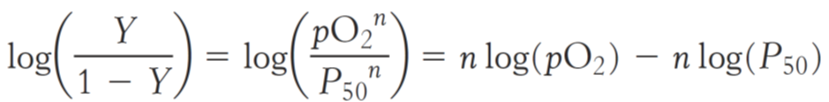 log(Y / (1 − Y)) = log(pO₂ⁿ / P₅₀ⁿ) = n log(pO₂) − n log(P₅₀)